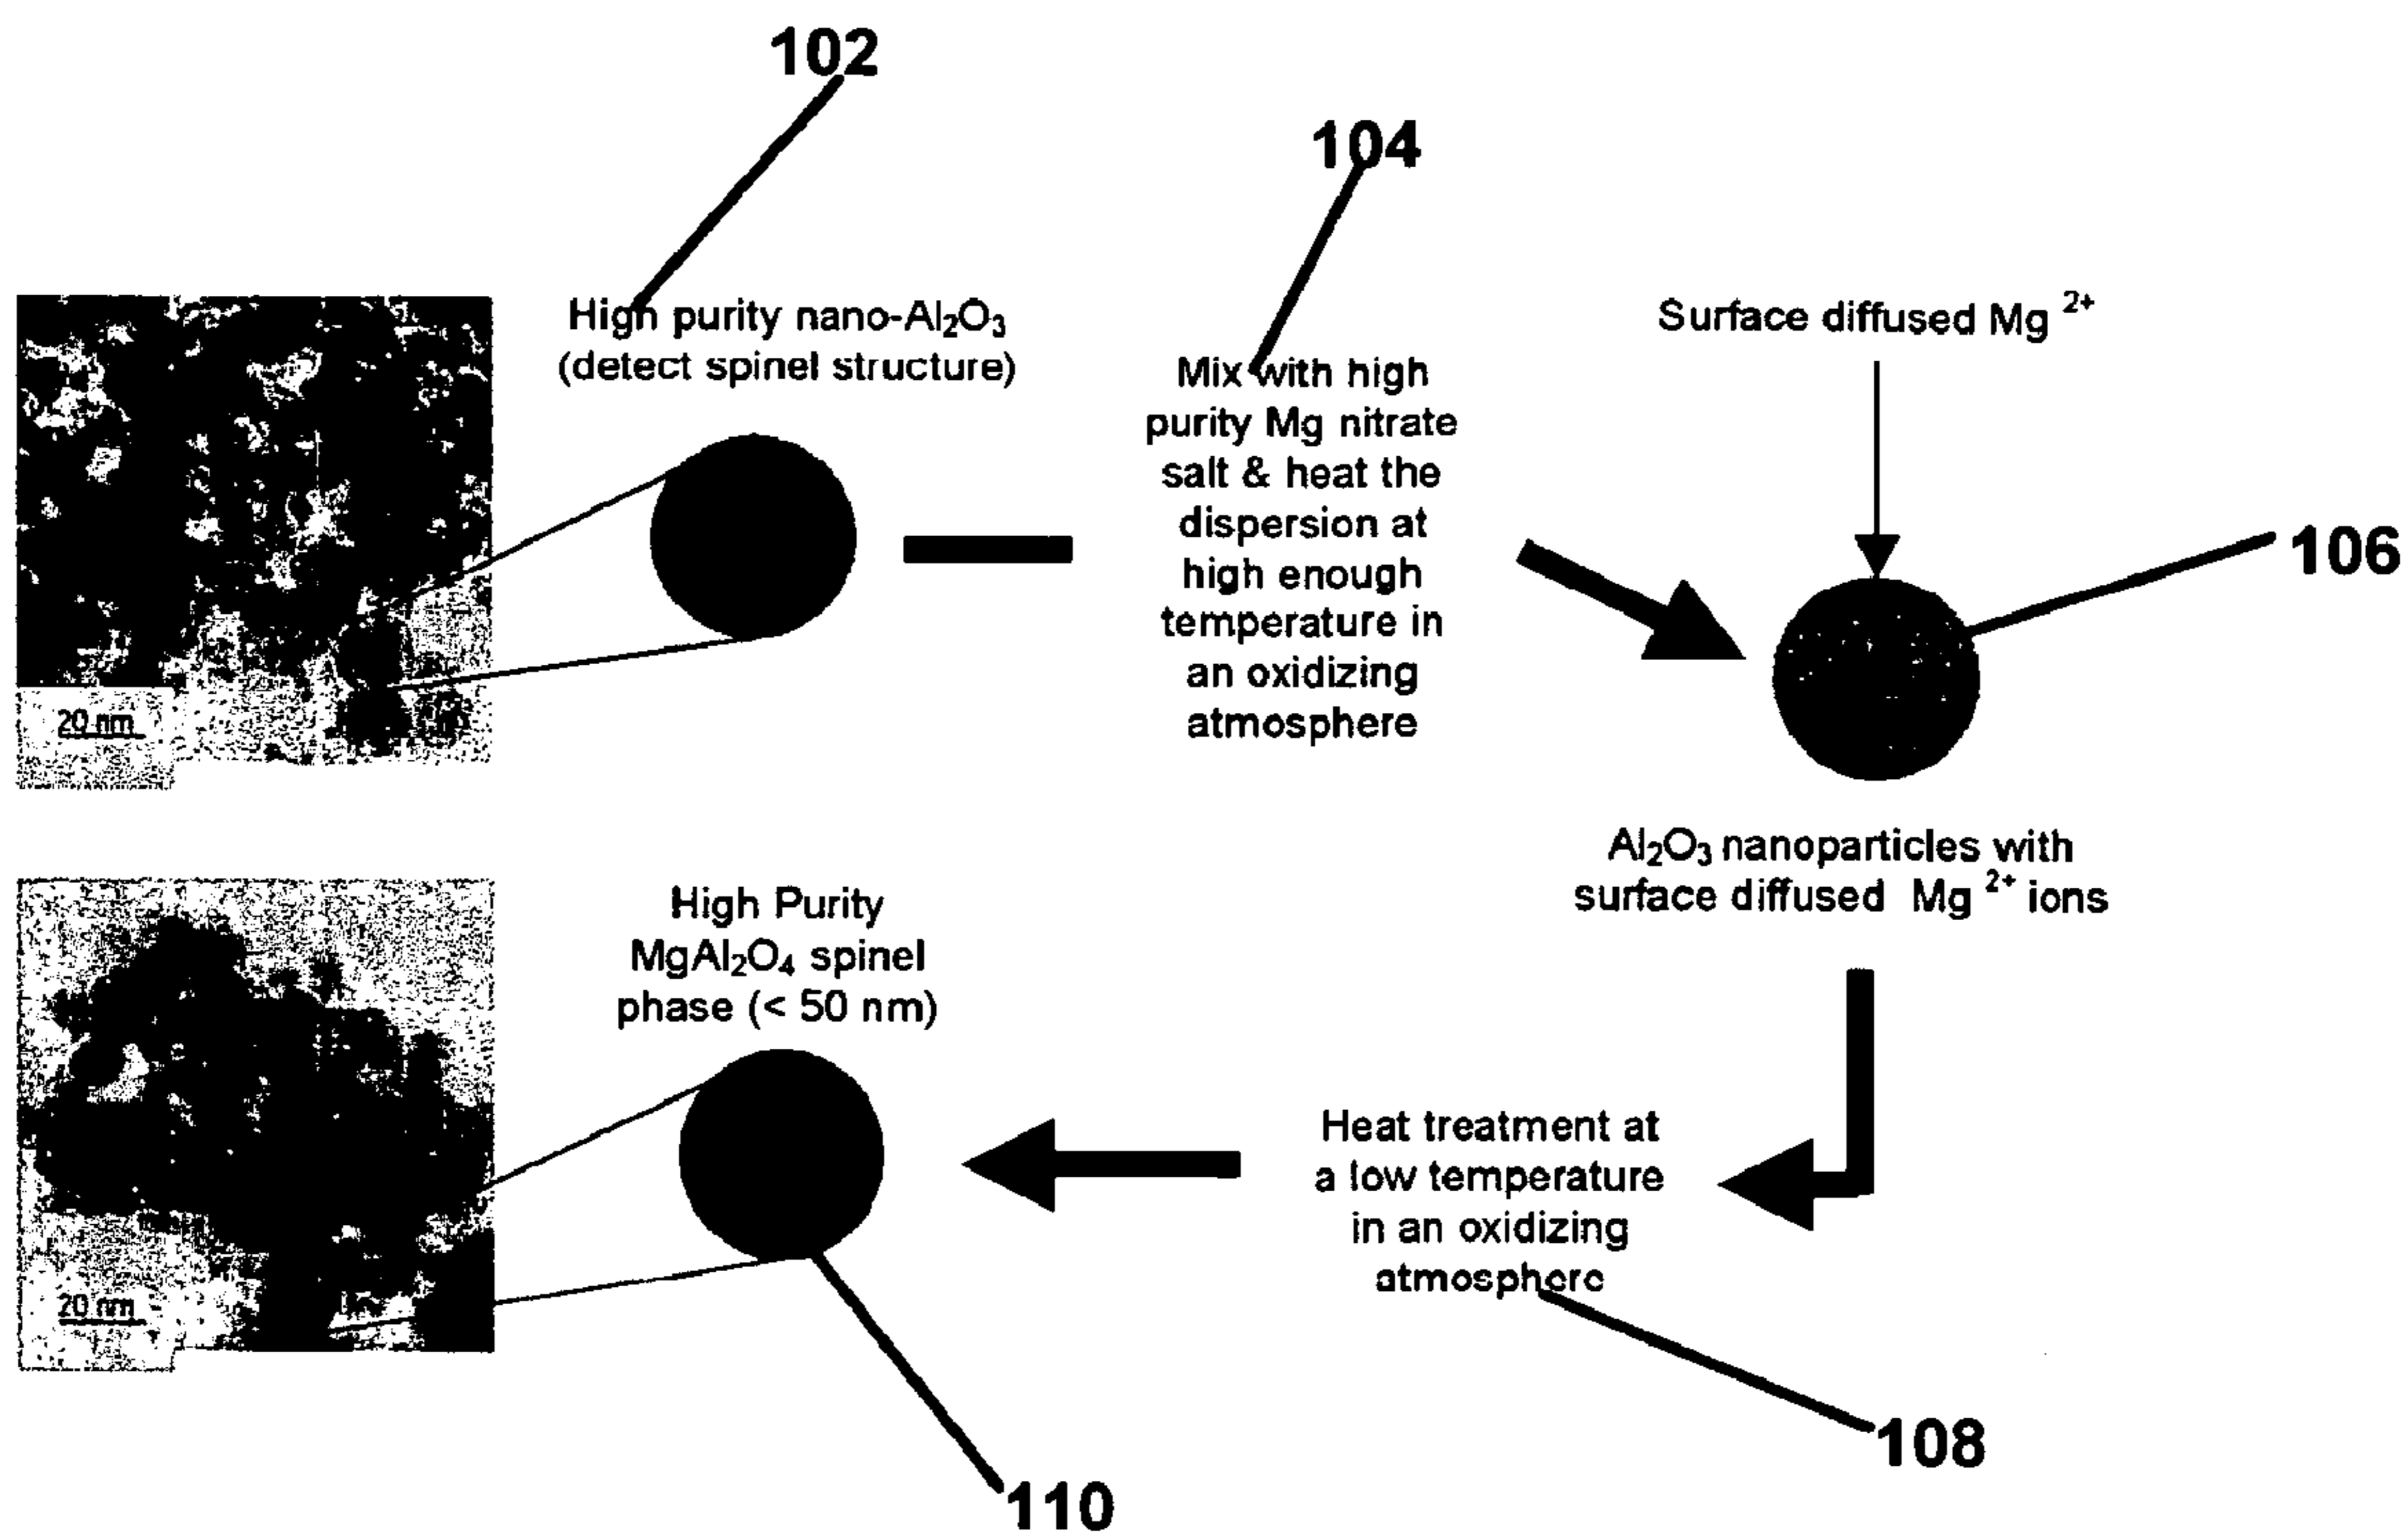 102
104
High purity nano-Al₂O₃
(detect spinel structure)
Mix with high
purity Mg nitrate
salt & heat the
dispersion at
high enough
temperature in
an oxidizing
atmosphere
Surface diffused Mg ²⁺
106
20 nm
Al₂O₃ nanoparticles with
surface diffused Mg ²⁺ ions
High Purity
MgAl₂O₄ spinel
phase (< 50 nm)
Heat treatment at
a low temperature
in an oxidizing
atmosphere
20 nm
108
110